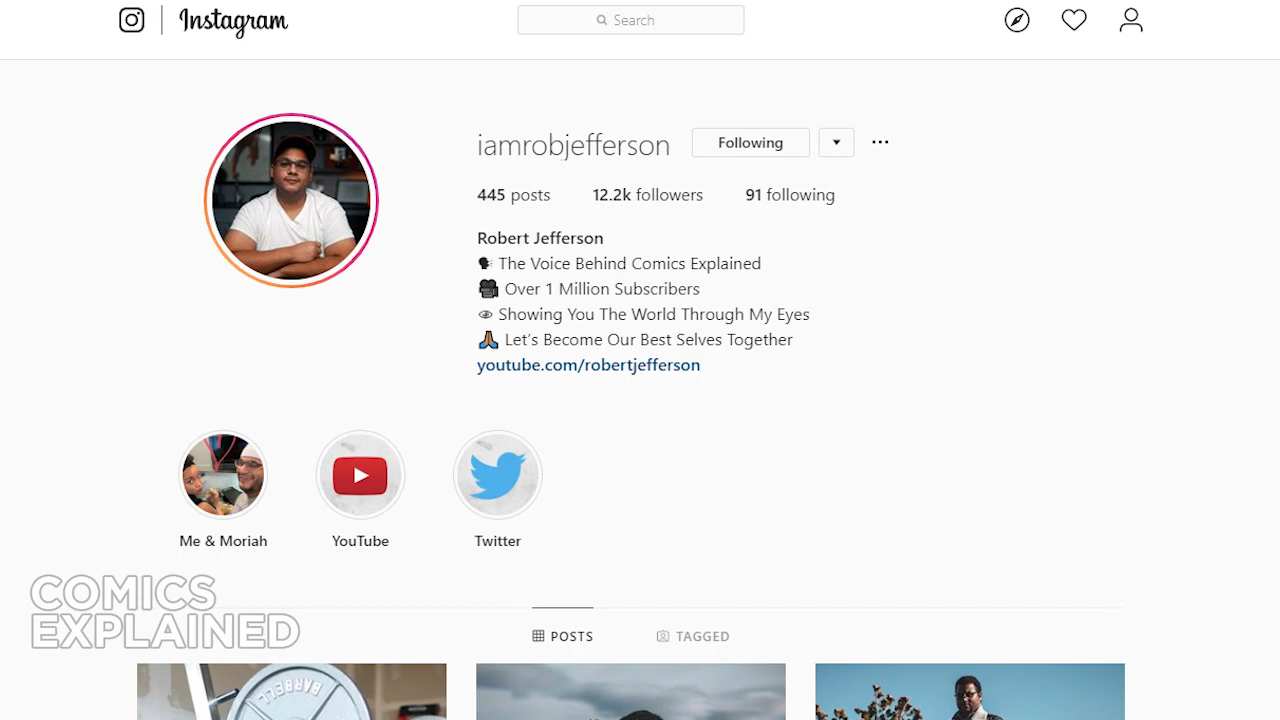 Instagram
Search
iamrobjefferson Following
445 posts 12.2k followers 91 following
Robert Jefferson
The Voice Behind Comics Explained
Over 1 Million Subscribers
Showing You The World Through My Eyes
Let’s Become Our Best Selves Together
youtube.com/robertjefferson
Me & Moriah YouTube Twitter
COMICS
EXPLAINED
POSTS TAGGED
BARBELL